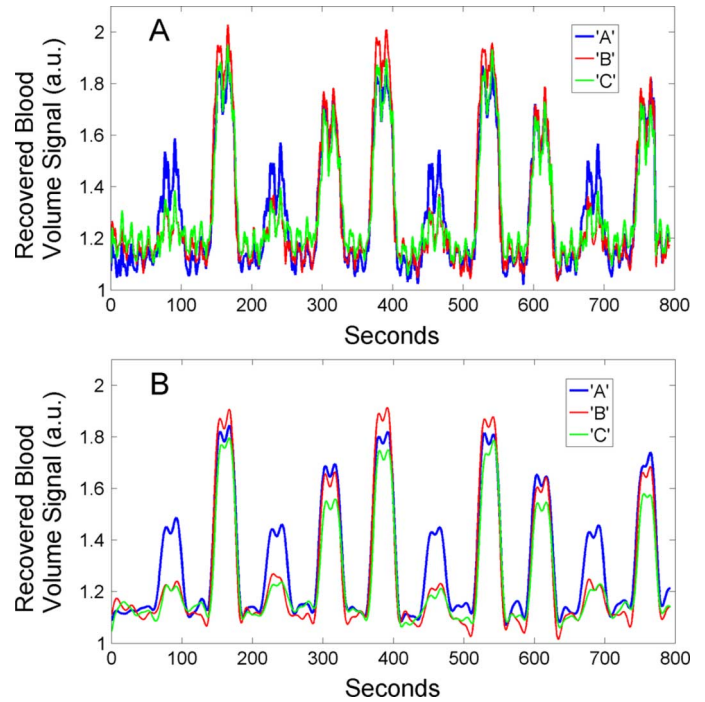 A
Recovered Blood
Volume Signal (a.u.)
2
1.8
1.6
1.4
1.2
1
'A'
'B'
'C'
0 100 200 300 400 500 600 700 800
Seconds
B
Recovered Blood
Volume Signal (a.u.)
2
1.8
1.6
1.4
1.2
1
'A'
'B'
'C'
0 100 200 300 400 500 600 700 800
Seconds